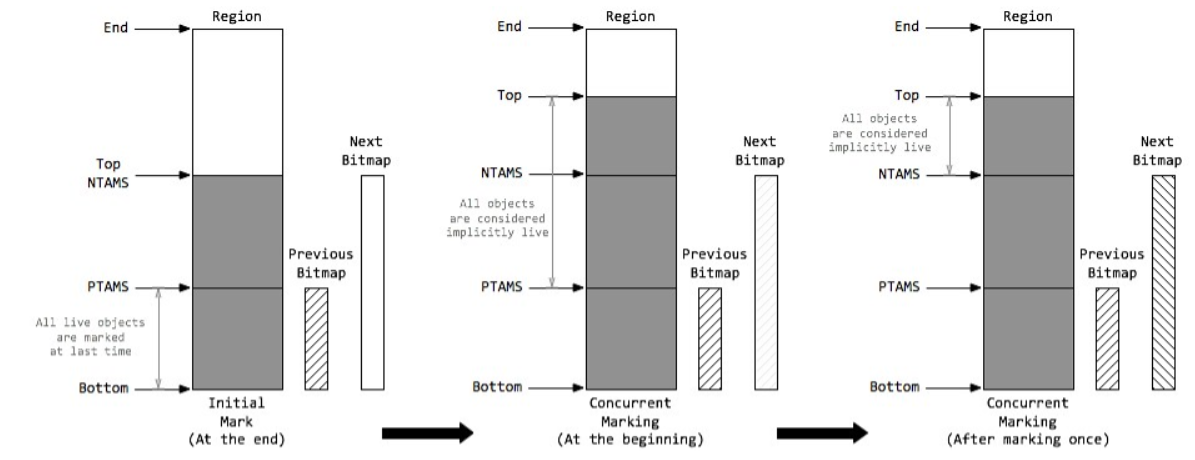 Region
End
Top
NTAMS
Next
Bitmap
Previous
Bitmap
PTAMS
All live objects
are marked
at last time
Bottom
Initial
Mark
(At the end)
Region
End
Top
Next
Bitmap
NTAMS
All objects
are considered
implicitly live
Previous
Bitmap
PTAMS
Bottom
Concurrent
Marking
(At the beginning)
Region
End
Top
All objects
are considered
implicitly live
Next
Bitmap
NTAMS
Previous
Bitmap
PTAMS
Bottom
Concurrent
Marking
(After marking once)